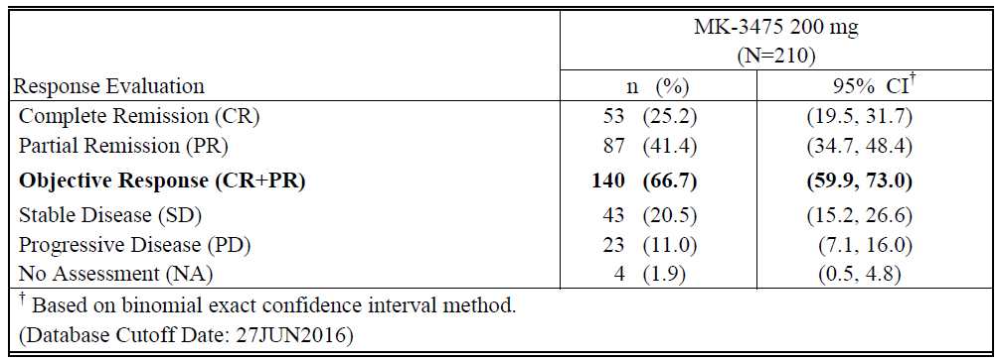 MK-3475 200 mg
(N=210)
Response Evaluation n (%) 95% CI†
Complete Remission (CR) 53 (25.2) (19.5, 31.7)
Partial Remission (PR) 87 (41.4) (34.7, 48.4)
Objective Response (CR+PR) 140 (66.7) (59.9, 73.0)
Stable Disease (SD) 43 (20.5) (15.2, 26.6)
Progressive Disease (PD) 23 (11.0) (7.1, 16.0)
No Assessment (NA) 4 (1.9) (0.5, 4.8)
† Based on binomial exact confidence interval method.
(Database Cutoff Date: 27JUN2016)